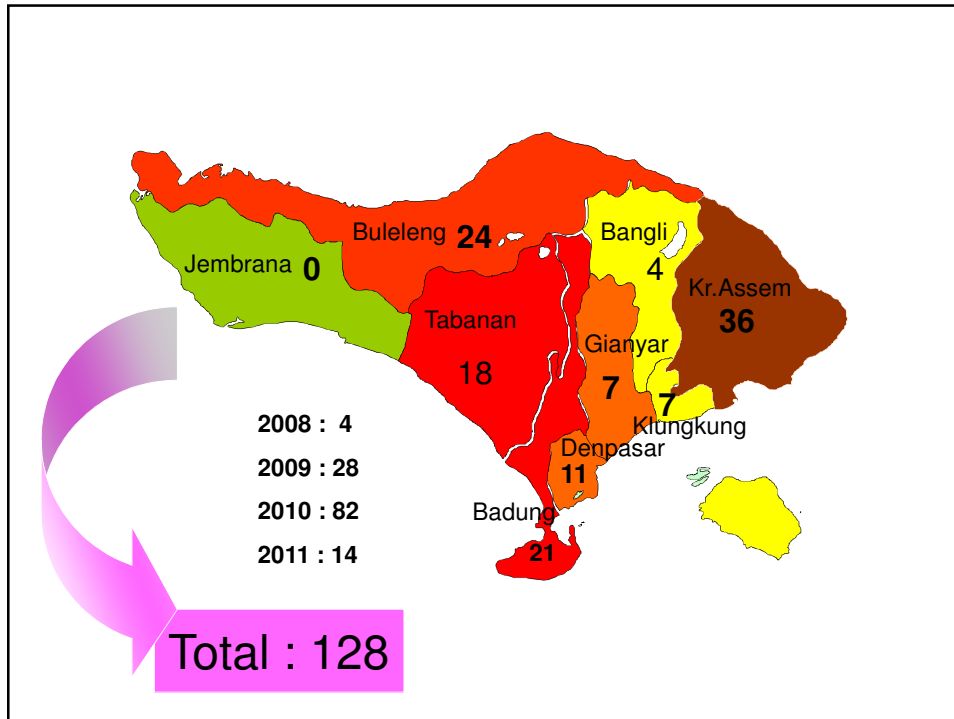 Buleleng 24
Bangli
4
Jembrana 0
Kr.Assem
36
Tabanan
18
Gianyar
7
7
Klungkung
Denpasar
11
Badung
21
2008 : 4
2009 : 28
2010 : 82
2011 : 14
Total : 128